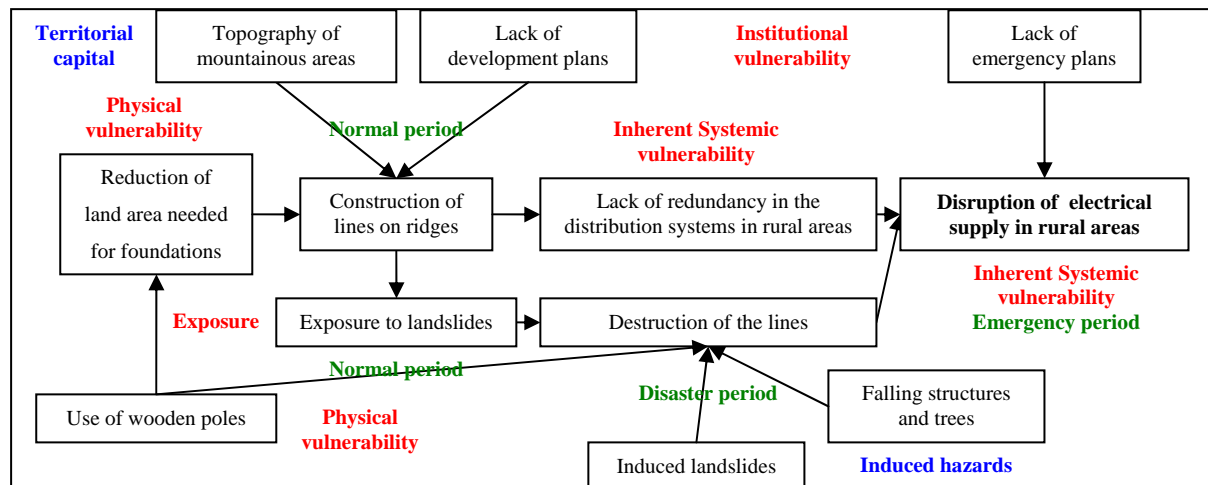 Territorial
capital
Topography of
mountainous areas
Lack of
development plans
Institutional
vulnerability
Lack of
emergency plans
Physical
vulnerability
Normal period
Inherent Systemic
vulnerability
Reduction of
land area needed
for foundations
Construction of
lines on ridges
Lack of redundancy in the
distribution systems in rural areas
Disruption of electrical
supply in rural areas
Inherent Systemic
vulnerability
Emergency period
Exposure
Exposure to landslides
Destruction of the lines
Normal period
Disaster period
Use of wooden poles
Physical
vulnerability
Falling structures
and trees
Induced landslides
Induced hazards